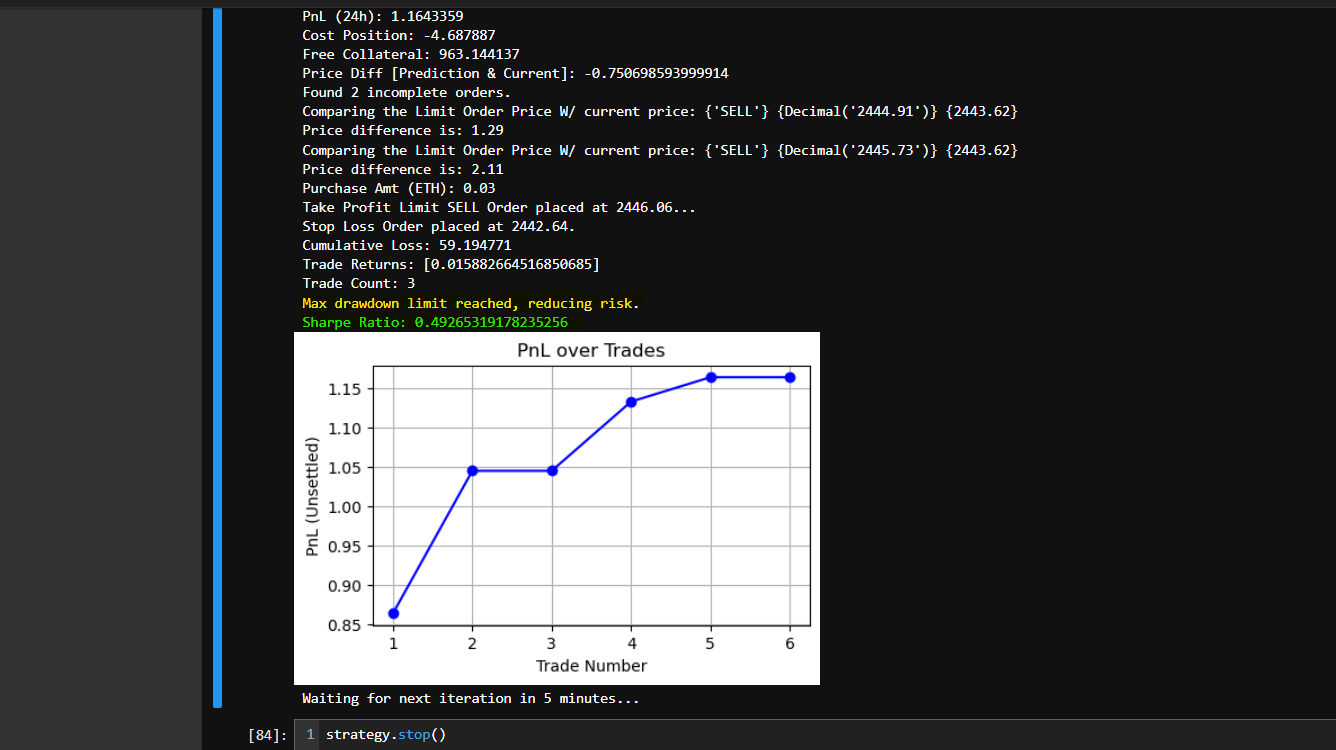 PnL (24h): 1.1643359
Cost Position: -4.687887
Free Collateral: 963.144137
Price Diff [Prediction & Current]: -0.750698593999914
Found 2 incomplete orders.
Comparing the Limit Order Price W/ current price: {'SELL'} {Decimal('2444.91')} {2443.62}
Price difference is: 1.29
Comparing the Limit Order Price W/ current price: {'SELL'} {Decimal('2445.73')} {2443.62}
Price difference is: 2.11
Purchase Amt (ETH): 0.03
Take Profit Limit SELL Order placed at 2446.06...
Stop Loss Order placed at 2442.64.
Cumulative Loss: 59.194771
Trade Returns: [0.015882664516850685]
Trade Count: 3
Max drawdown limit reached, reducing risk.
Sharpe Ratio: 0.49265319178235256
PnL over Trades
PnL (Unsettled)
1.15
1.10
1.05
1.00
0.95
0.90
0.85
1 2 3 4 5 6
Trade Number
Waiting for next iteration in 5 minutes...
[84]: 1 strategy.stop()